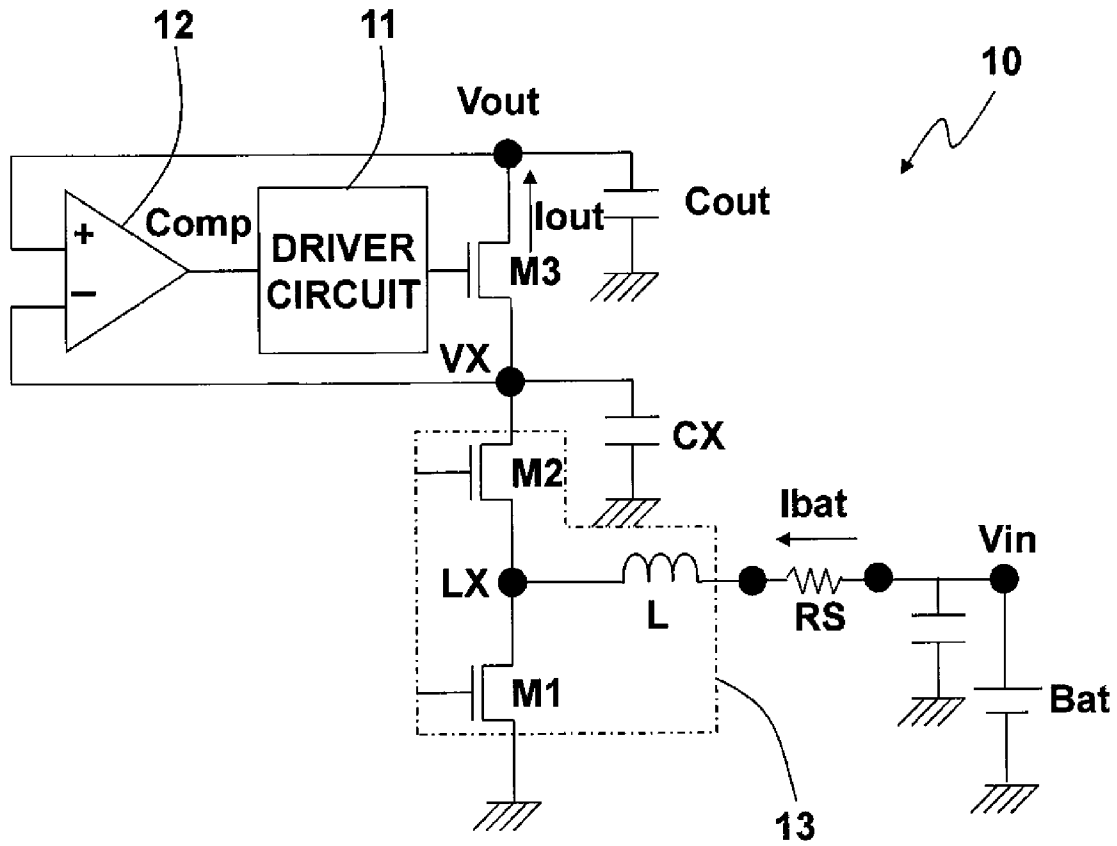 12
11
10
Vout
Comp
+
−
DRIVER
CIRCUIT
Iout
Cout
M3
VX
CX
M2
Ibat
Vin
LX
L
RS
M1
Bat
13